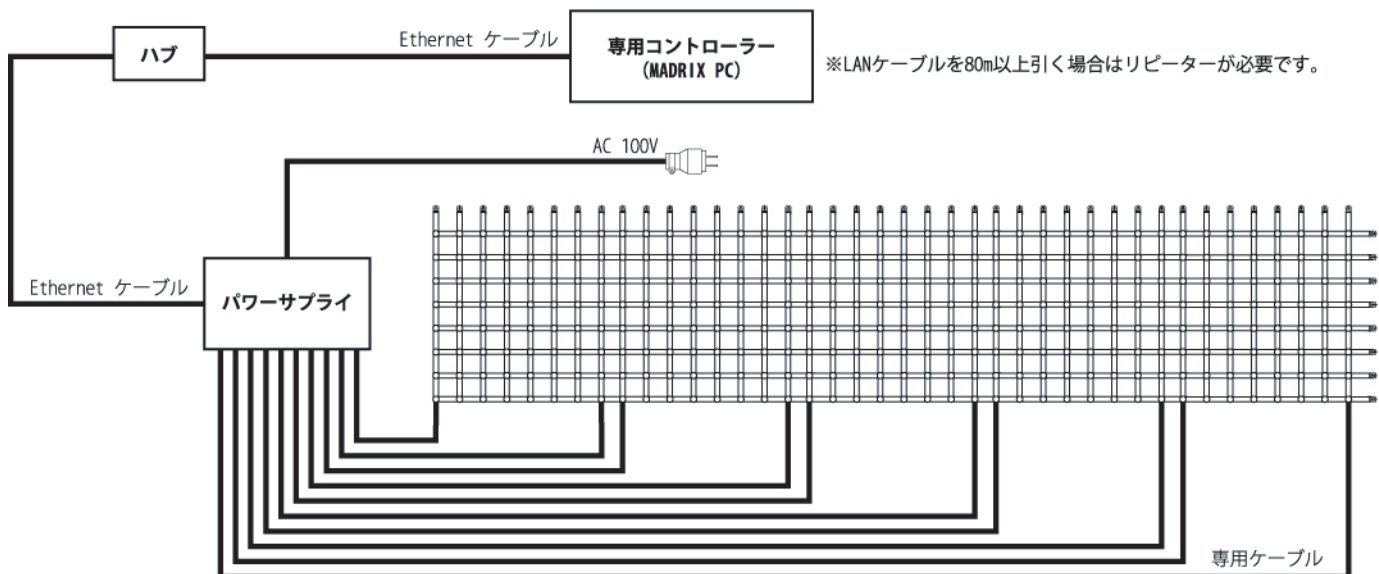 ハブ
Ethernet ケーブル
専用コントローラー
(MADRIX PC)
※LANケーブルを80m以上引く場合はリピーターが必要です。
AC 100V
Ethernet ケーブル
パワーサプライ
専用ケーブル